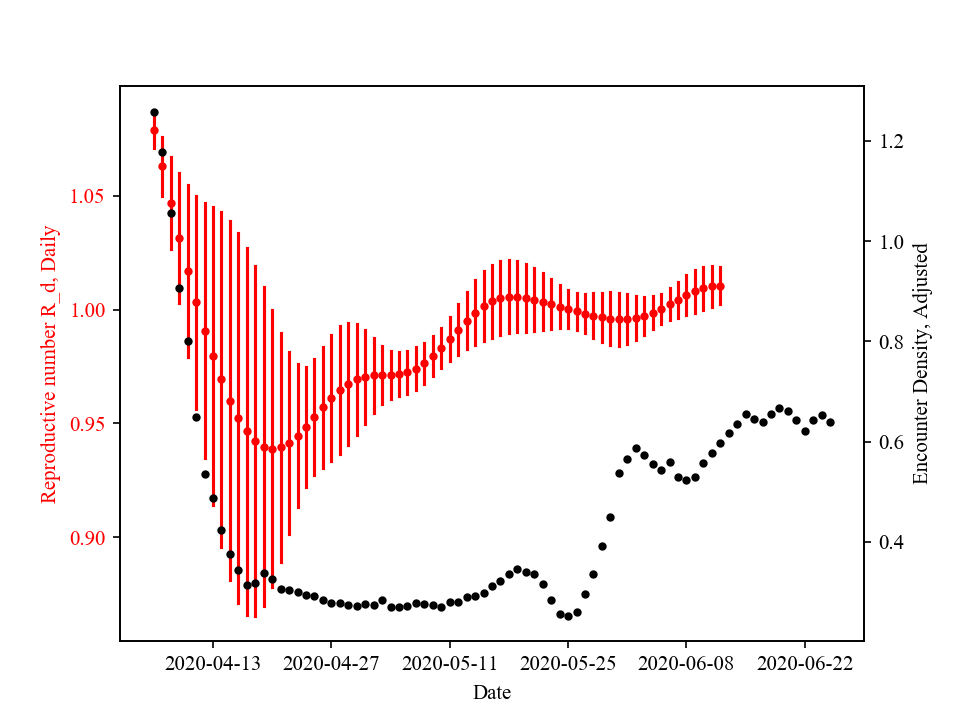 Reproductive number R_d, Daily
1.05
1.00
0.95
0.90
1.2
1.0
0.8
0.6
0.4
Encounter Density, Adjusted
2020-04-13 2020-04-27 2020-05-11 2020-05-25 2020-06-08 2020-06-22
Date